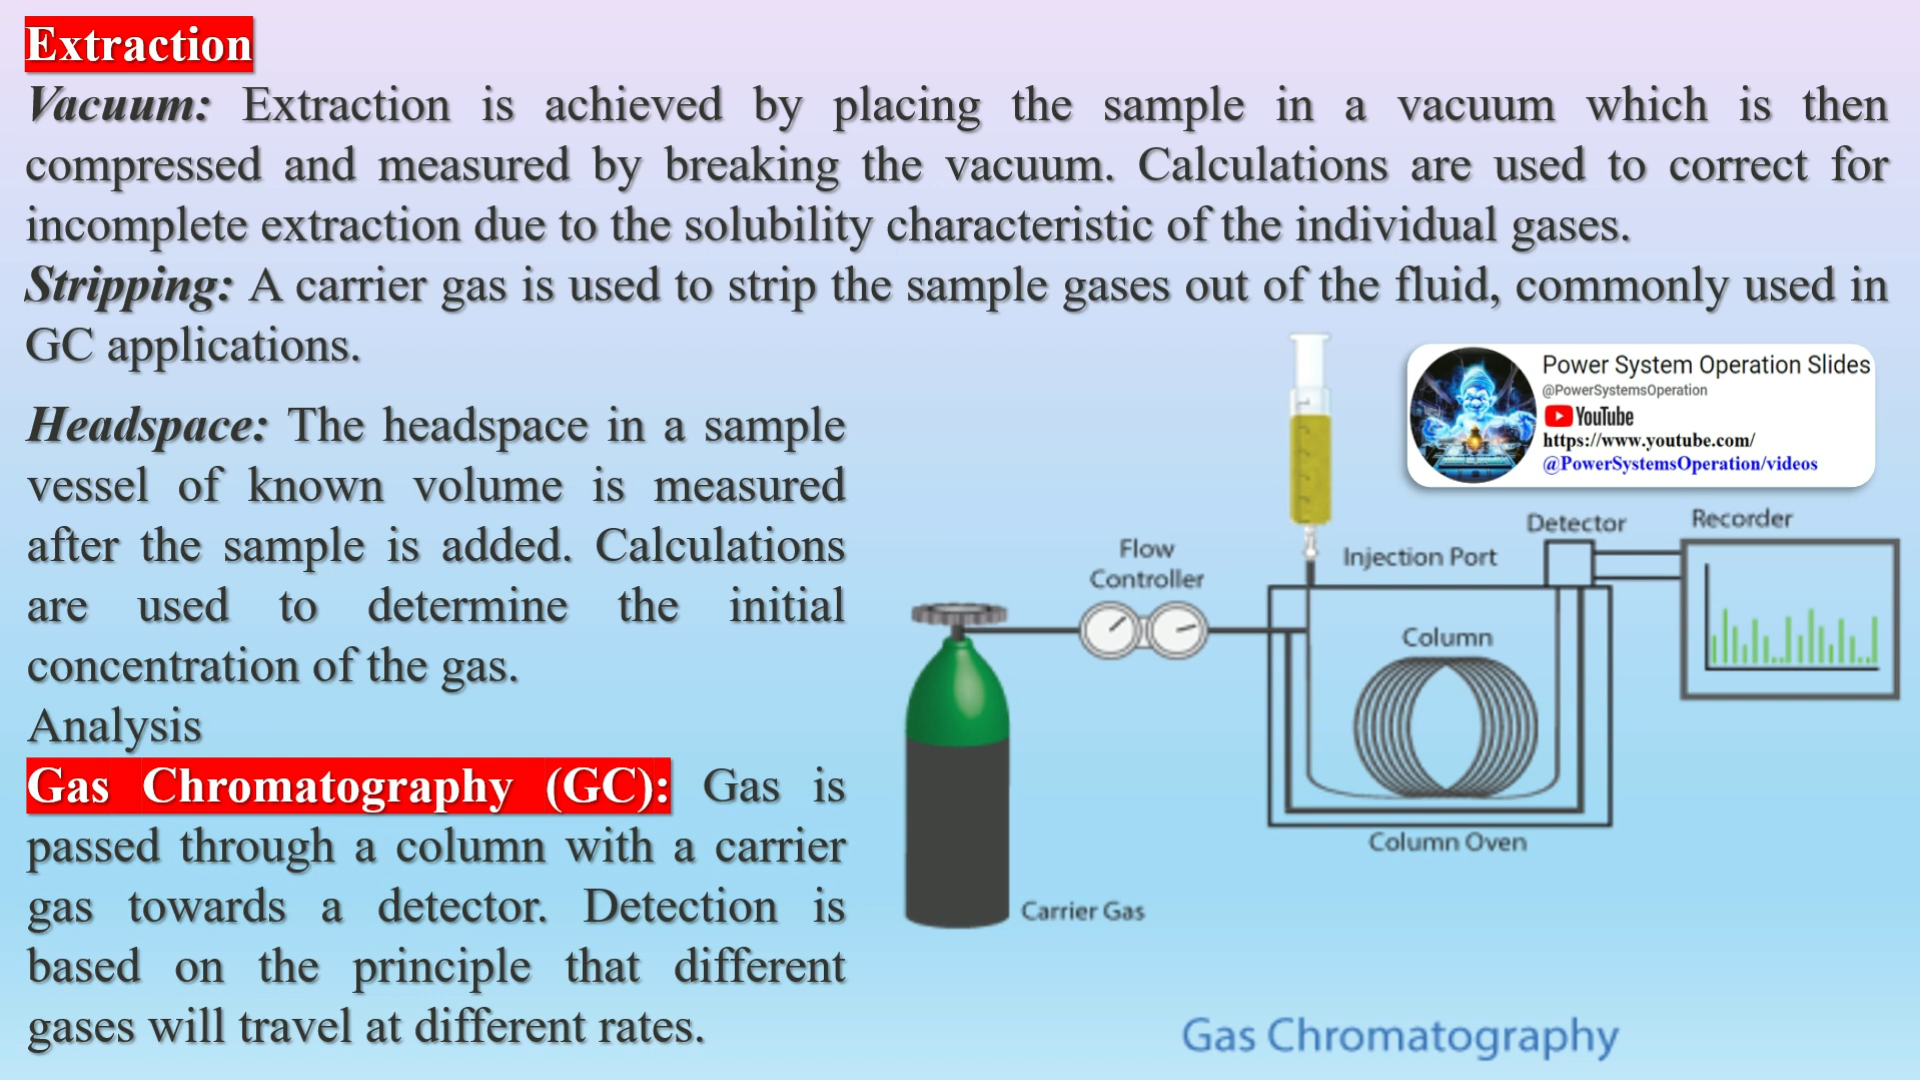 Extraction
Vacuum: Extraction is achieved by placing the sample in a vacuum which is then
compressed and measured by breaking the vacuum. Calculations are used to correct for
incomplete extraction due to the solubility characteristic of the individual gases.
Stripping: A carrier gas is used to strip the sample gases out of the fluid, commonly used in
GC applications.
Headspace: The headspace in a sample
vessel of known volume is measured
after the sample is added. Calculations
are used to determine the initial
concentration of the gas.
Analysis
Gas Chromatography (GC): Gas is
passed through a column with a carrier
gas towards a detector. Detection is
based on the principle that different
gases will travel at different rates.
Power System Operation Slides
@PowerSystemsOperation
YouTube
https://www.youtube.com/
@PowerSystemsOperation/videos
Detector
Recorder
Flow
Controller
Injection Port
Column
Column Oven
Carrier Gas
Gas Chromatography